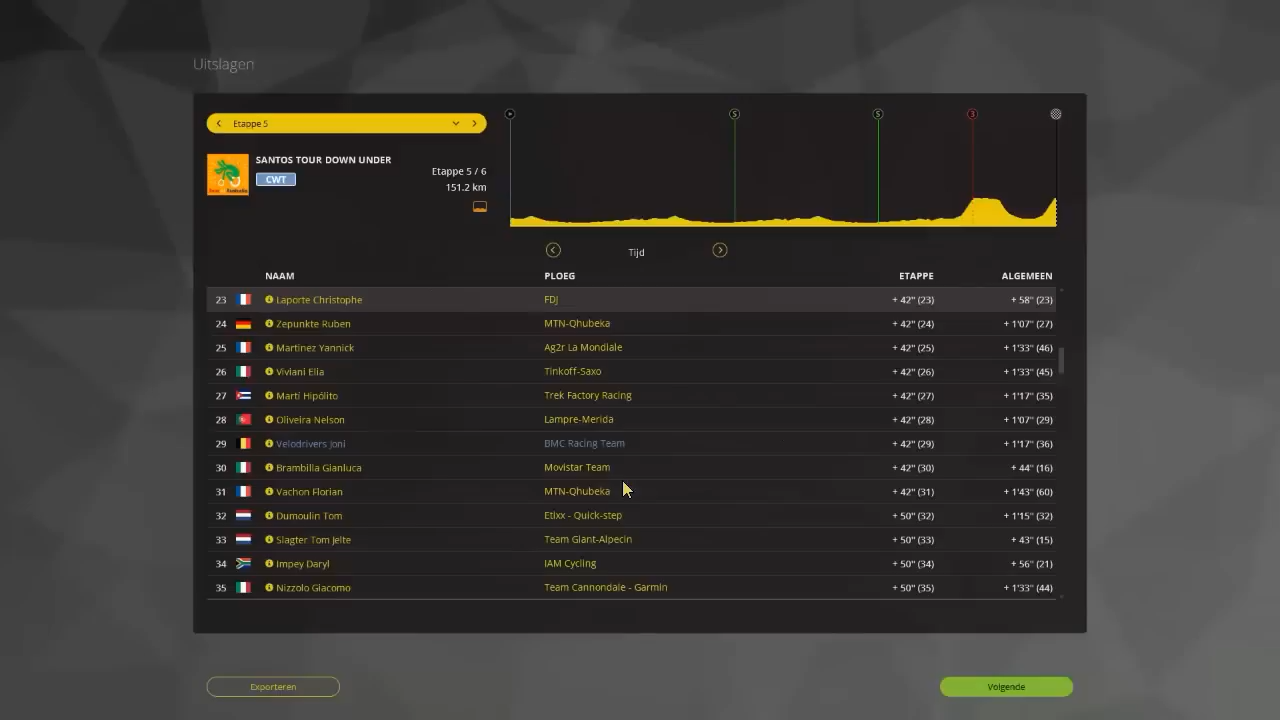 Uitslagen
Etappe 5
SANTOS TOUR DOWN UNDER
CWT
Etappe 5 / 6
151.2 km
S S 3
Tijd
NAAM PLOEG ETAPPE ALGEMEEN
23 Laporte Christophe FDJ + 42" (23) + 58" (23)
24 Zepunkte Ruben MTN-Qhubeka + 42" (24) + 1'07" (27)
25 Martinez Yannick Ag2r La Mondiale + 42" (25) + 1'33" (46)
26 Viviani Elia Tinkoff-Saxo + 42" (26) + 1'33" (45)
27 Martí Hipólito Trek Factory Racing + 42" (27) + 1'17" (35)
28 Oliveira Nelson Lampre-Merida + 42" (28) + 1'07" (29)
29 Velodrivers Joni BMC Racing Team + 42" (29) + 1'17" (36)
30 Brambilla Gianluca Movistar Team + 42" (30) + 44" (16)
31 Vachon Florian MTN-Qhubeka + 42" (31) + 1'43" (60)
32 Dumoulin Tom Etixx - Quick-step + 50" (32) + 1'15" (32)
33 Slagter Tom Jelte Team Giant-Alpecin + 50" (33) + 43" (15)
34 Impey Daryl IAM Cycling + 50" (34) + 56" (21)
35 Nizzolo Giacomo Team Cannondale - Garmin + 50" (35) + 1'33" (44)
Exporteren
Volgende